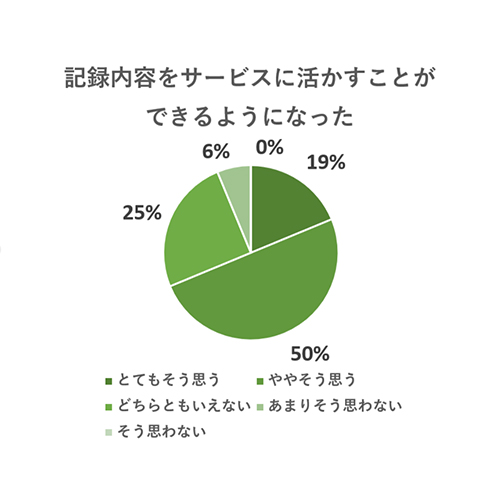 記録内容をサービスに活かすことが
できるようになった
6% 0% 19%
25%
50%
とてもそう思う ややそう思う
どちらともいえない あまりそう思わない
そう思わない